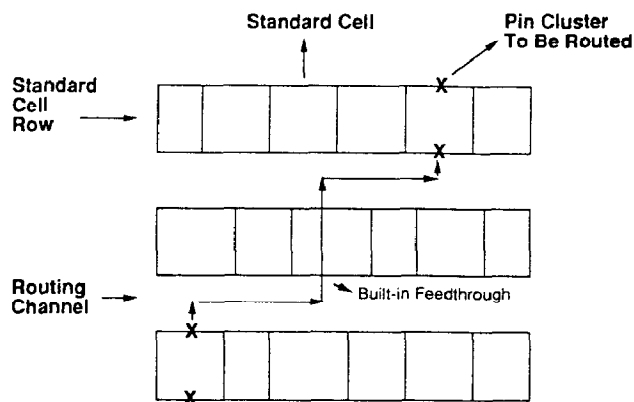 Standard Cell
Pin Cluster
To Be Routed
Standard
Cell
Row
X
X
Routing
Channel
Built-in Feedthrough
X
X